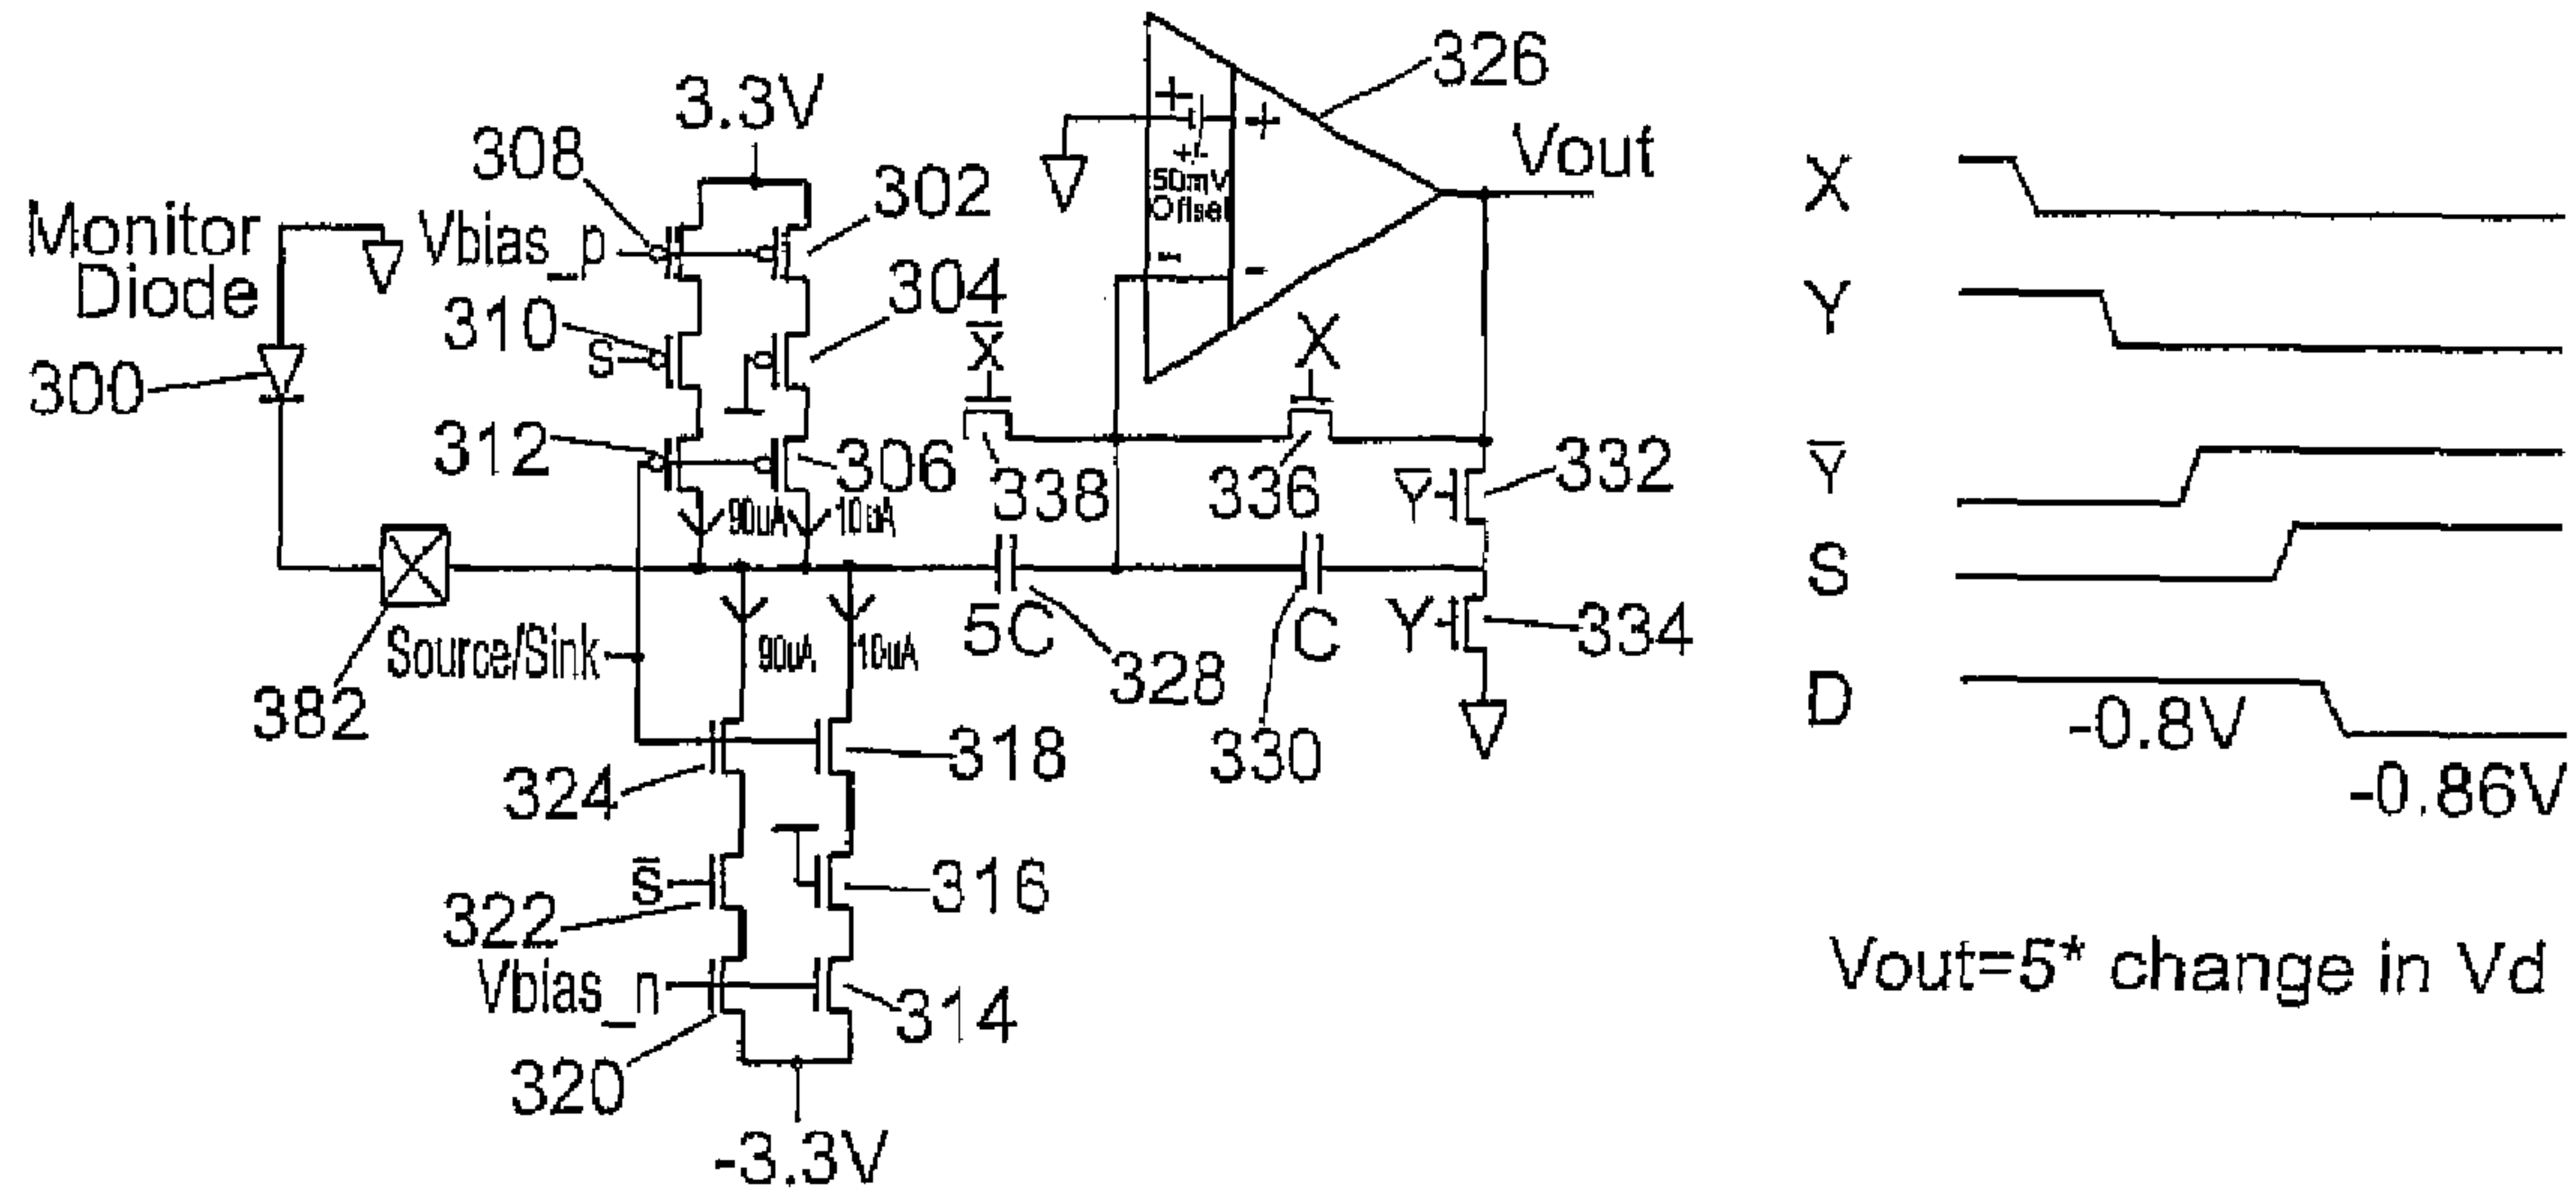 3.3V
326
308
302
Vout
Monitor
Diode
Vbias_p
+
+
+/-
50mV
Offset
-
-
304
310
S
X̅
X
300
312
306
338
336
Y̅
332
90uA
10uA
5C
C
Y
334
Source/Sink
90uA
10uA
328
382
330
324
318
S̅
316
322
Vbias_n
314
320
-3.3V
X
Y
Y̅
S
D
-0.8V
-0.86V
Vout=5* change in Vd